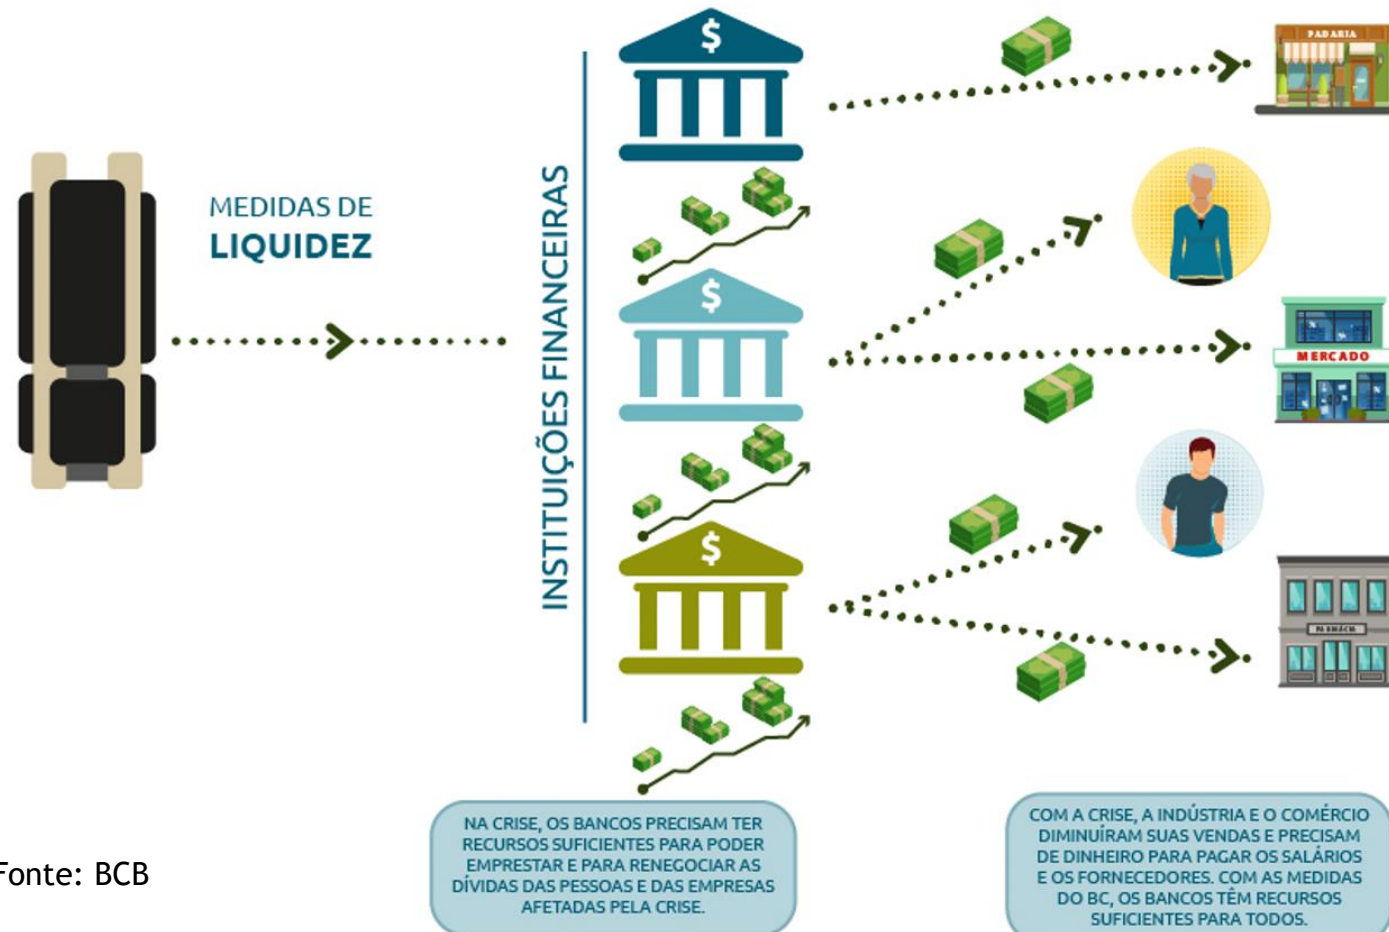 PADARIA
MEDIDAS DE
LIQUIDEZ
INSTITUIÇÕES FINANCEIRAS
$
$
$
MERCADO
FARMÁCIA
NA CRISE, OS BANCOS PRECISAM TER
RECURSOS SUFICIENTES PARA PODER
EMPRESTAR E PARA RENEGOCIAR AS
DÍVIDAS DAS PESSOAS E DAS EMPRESAS
AFETADAS PELA CRISE.
COM A CRISE, A INDÚSTRIA E O COMÉRCIO
DIMINUÍRAM SUAS VENDAS E PRECISAM
DE DINHEIRO PARA PAGAR OS SALÁRIOS
E OS FORNECEDORES. COM AS MEDIDAS
DO BC, OS BANCOS TÊM RECURSOS
SUFICIENTES PARA TODOS.
Fonte: BCB